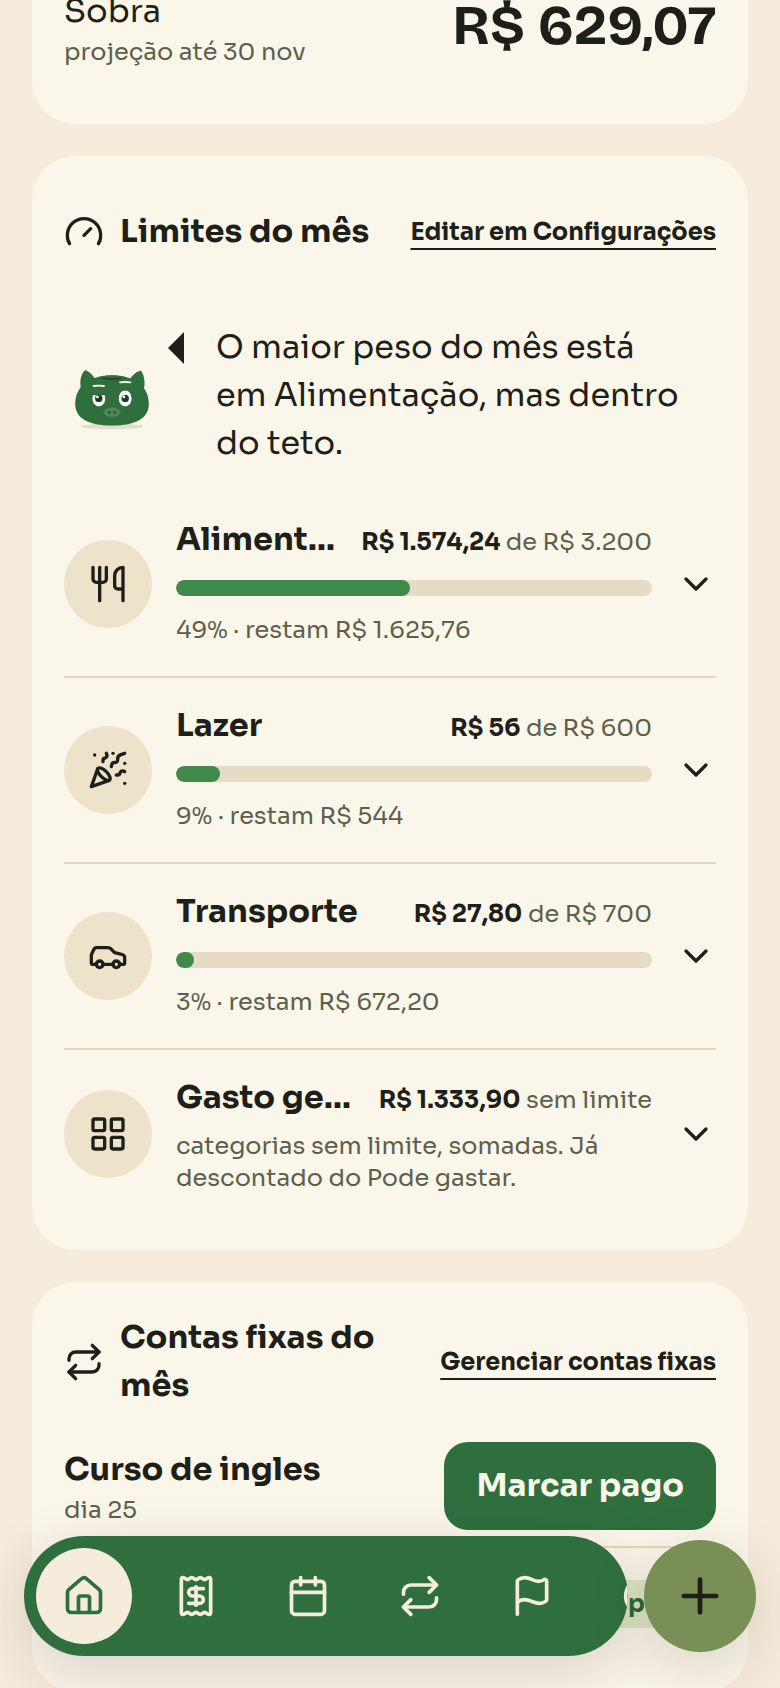 Sobra
R$ 629,07
projeção até 30 nov
Limites do mês
Editar em Configurações
O maior peso do mês está
em Alimentação, mas dentro
do teto.
Aliment... R$ 1.574,24 de R$ 3.200
49% · restam R$ 1.625,76
Lazer R$ 56 de R$ 600
9% · restam R$ 544
Transporte R$ 27,80 de R$ 700
3% · restam R$ 672,20
Gasto ge... R$ 1.333,90 sem limite
categorias sem limite, somadas. Já
descontado do Pode gastar.
Contas fixas do
mês
Gerenciar contas fixas
Curso de ingles
dia 25
Marcar pago